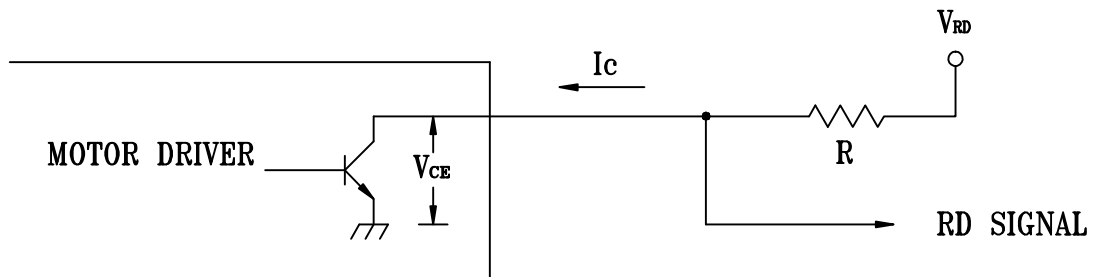 VRD
Ic
MOTOR DRIVER
VCE
R
RD SIGNAL